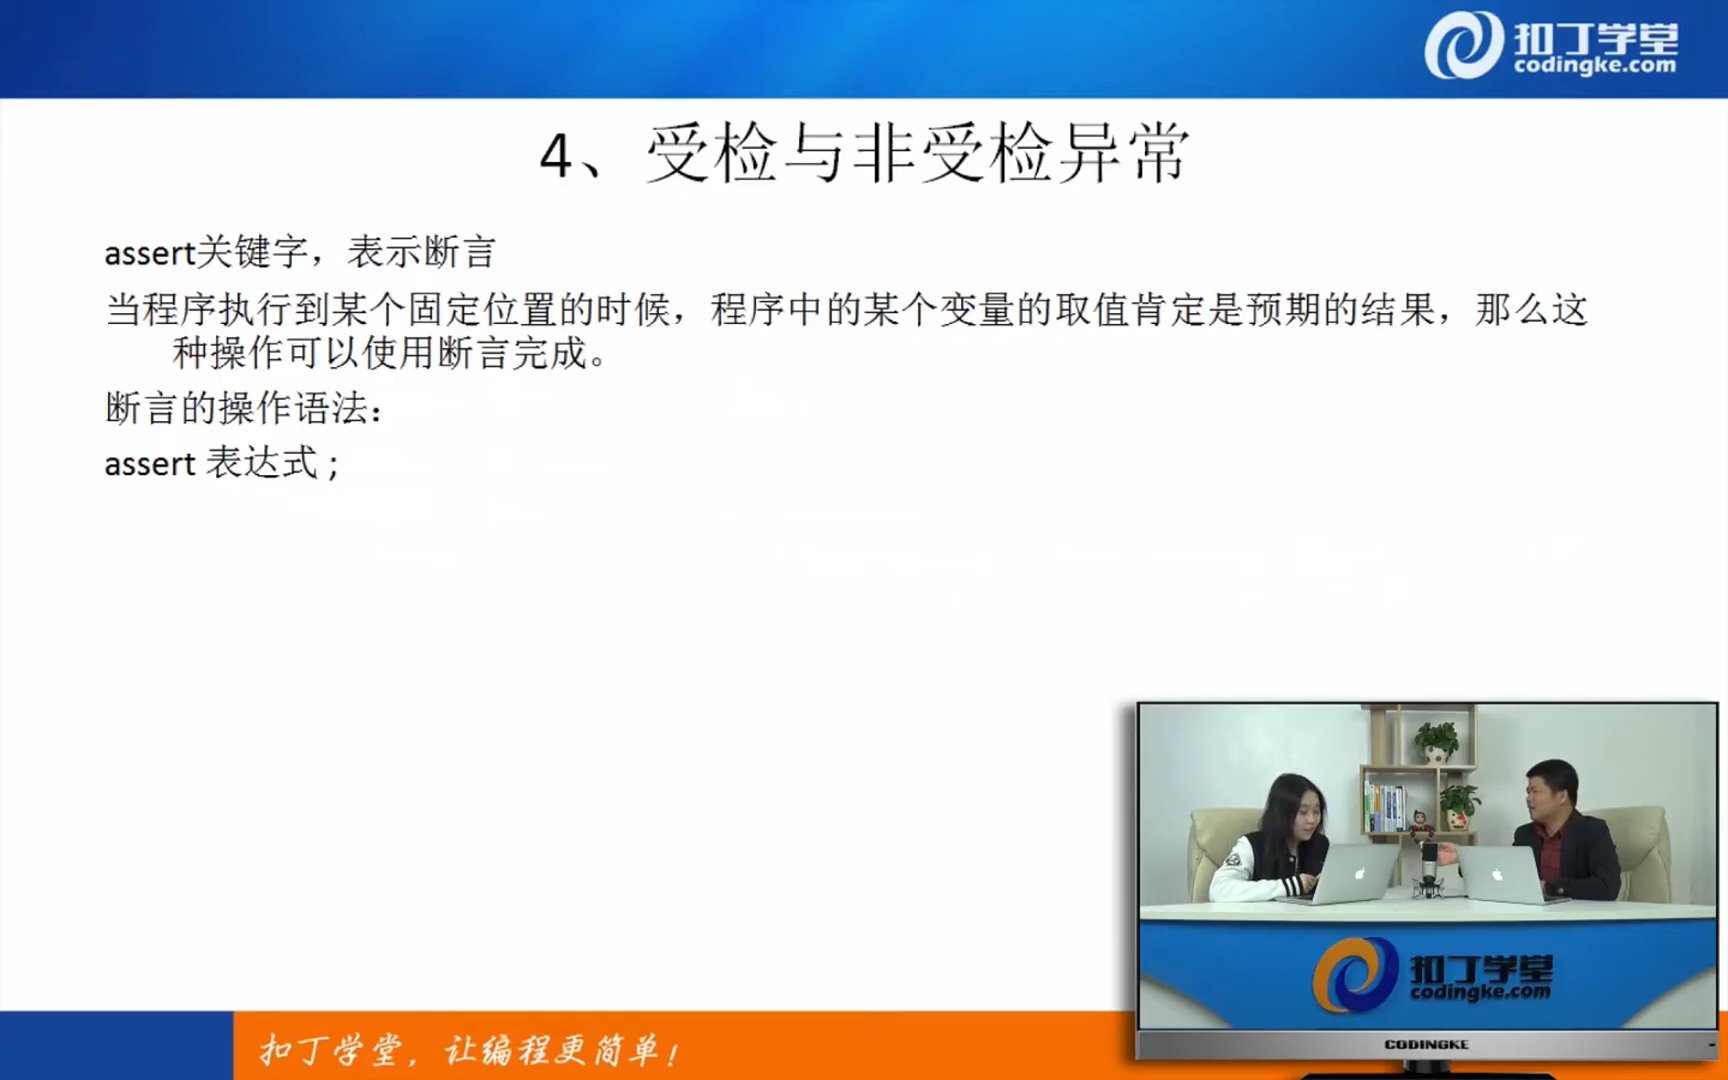 扣丁学堂
codingke.com
4、受检与非受检异常
assert关键字，表示断言
当程序执行到某个固定位置的时候，程序中的某个变量的取值肯定是预期的结果，那么这
种操作可以使用断言完成。
断言的操作语法：
assert 表达式 ;
扣丁学堂
codingke.com
CODINGKE
扣丁学堂，让编程更简单！